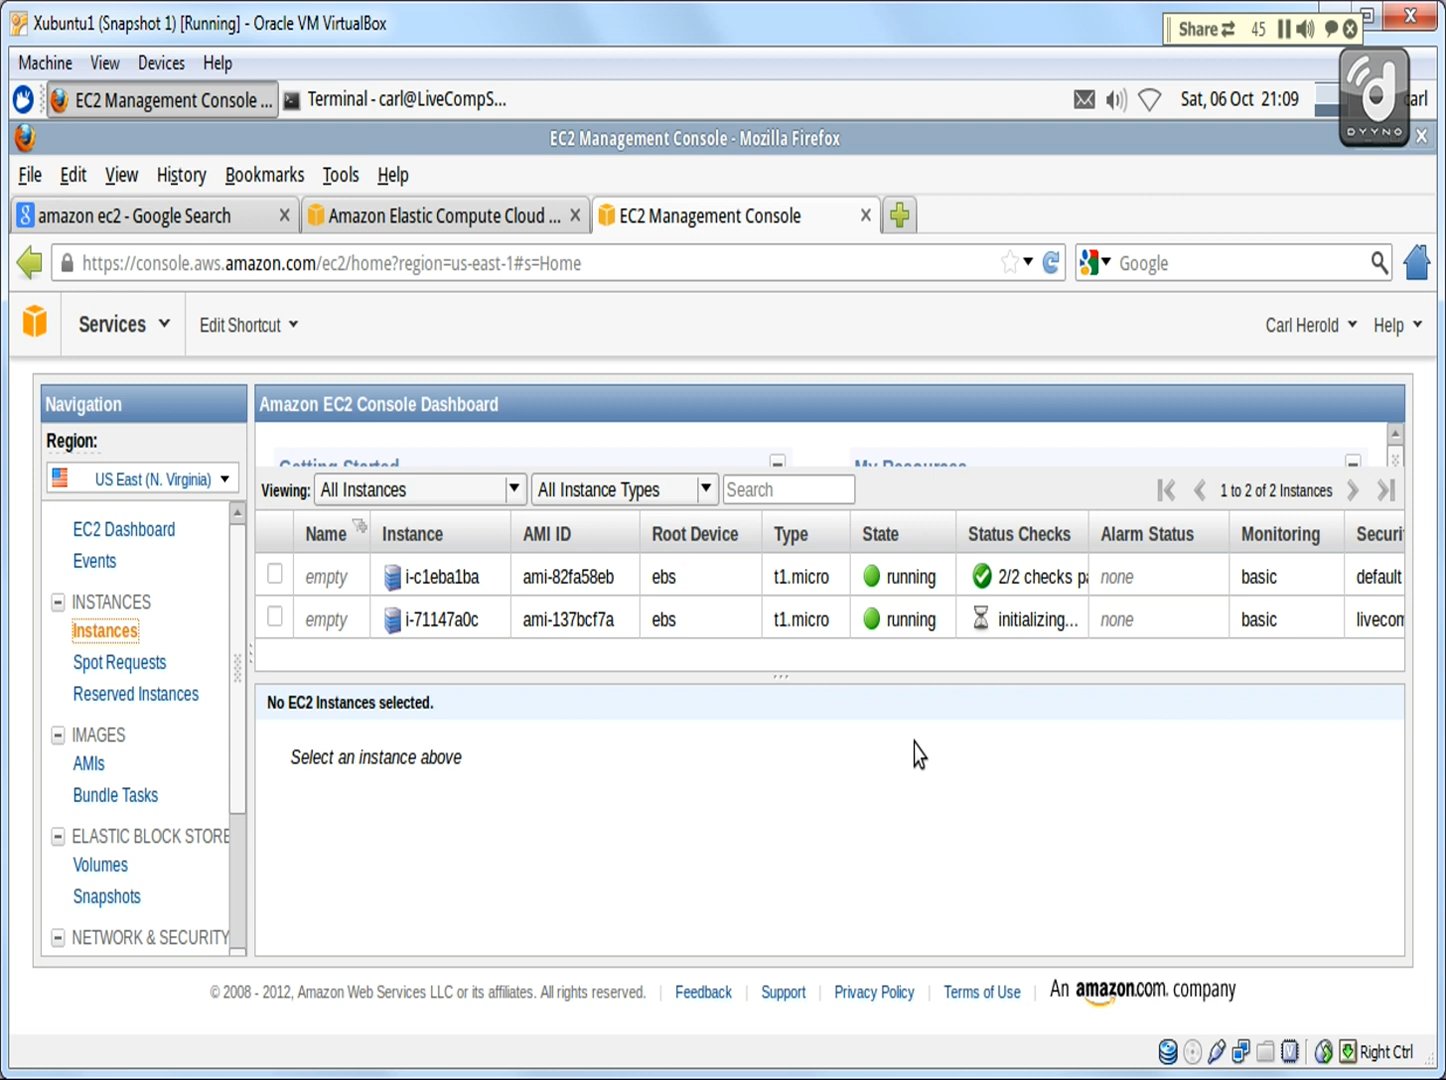 Xubuntu1 (Snapshot 1) [Running] - Oracle VM VirtualBox
Share 45
Machine View Devices Help
EC2 Management Console ... Terminal - carl@LiveCompS... Sat, 06 Oct 21:09 carl
DYYNO
EC2 Management Console - Mozilla Firefox
File Edit View History Bookmarks Tools Help
amazon ec2 - Google Search Amazon Elastic Compute Cloud ... EC2 Management Console
https://console.aws.amazon.com/ec2/home?region=us-east-1#s=Home Google
Services Edit Shortcut Carl Herold Help
Navigation
Region:
US East (N. Virginia)
EC2 Dashboard
Events
INSTANCES
Instances
Spot Requests
Reserved Instances
IMAGES
AMIs
Bundle Tasks
ELASTIC BLOCK STORE
Volumes
Snapshots
NETWORK & SECURITY
Amazon EC2 Console Dashboard
Getting Started My Resources
Viewing: All Instances All Instance Types Search 1 to 2 of 2 Instances
Name Instance AMI ID Root Device Type State Status Checks Alarm Status Monitoring Securi
empty i-c1eba1ba ami-82fa58eb ebs t1.micro running 2/2 checks pa none basic default
empty i-71147a0c ami-137bcf7a ebs t1.micro running initializing... none basic livecom
No EC2 Instances selected.
Select an instance above
© 2008 - 2012, Amazon Web Services LLC or its affiliates. All rights reserved. Feedback Support Privacy Policy Terms of Use An amazon.com. company
Right Ctrl